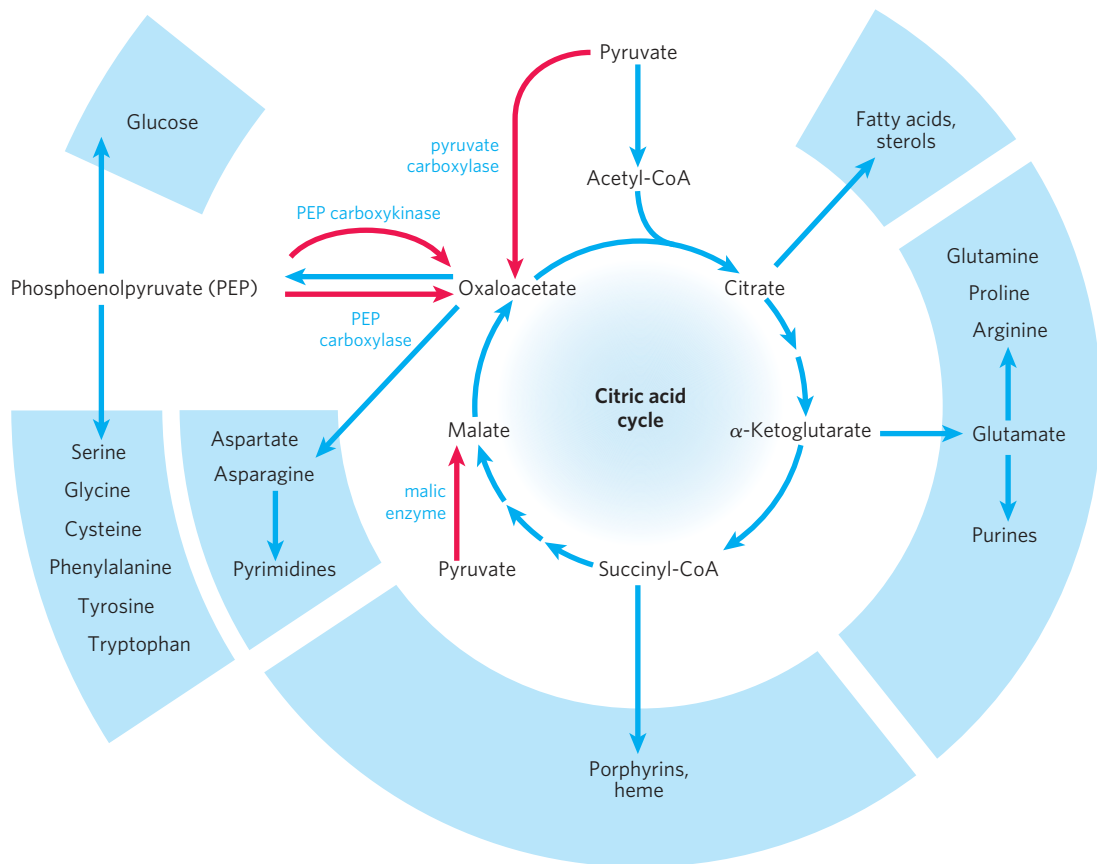 Pyruvate
Glucose
Fatty acids,
sterols
pyruvate
carboxylase
Acetyl-CoA
PEP carboxykinase
Glutamine
Phosphoenolpyruvate (PEP)
Oxaloacetate
Citrate
Proline
Arginine
PEP
carboxylase
Citric acid
cycle
Aspartate
Asparagine
Malate
α-Ketoglutarate
Glutamate
Serine
Glycine
Cysteine
Phenylalanine
Tyrosine
Tryptophan
malic
enzyme
Pyrimidines
Pyruvate
Succinyl-CoA
Purines
Porphyrins,
heme